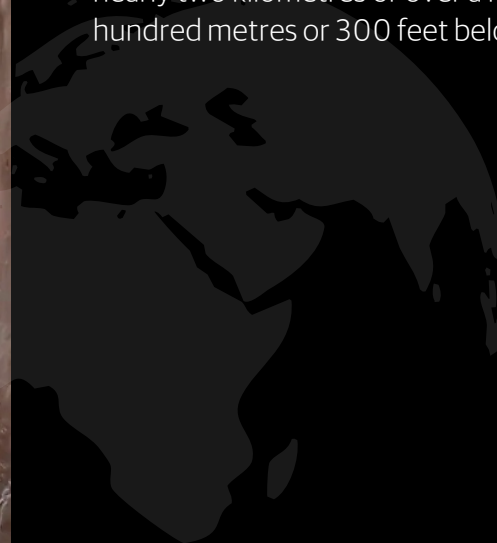 nearly two kilometres or over a
hundred metres or 300 feet